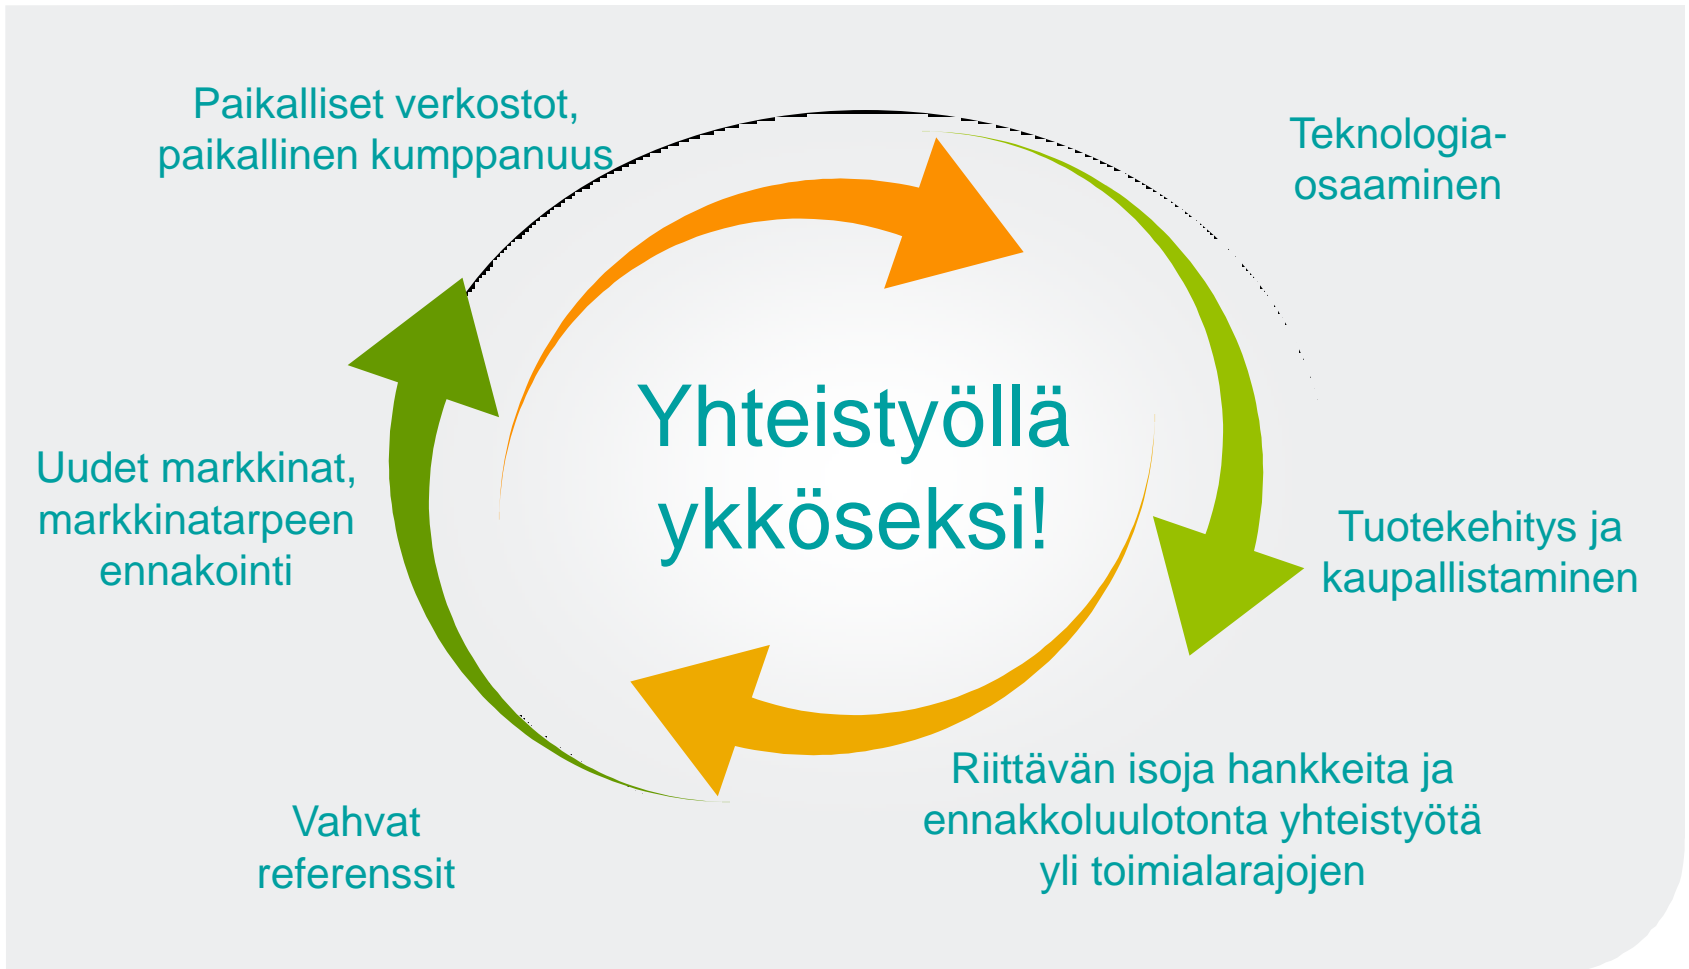 Paikalliset verkostot,
paikallinen kumppanuus
Teknologia-
osaaminen
Yhteistyöllä
ykköseksi!
Uudet markkinat,
markkinatarpeen
ennakointi
Tuotekehitys ja
kaupallistaminen
Riittävän isoja hankkeita ja
ennakkoluulotonta yhteistyötä
yli toimialarajojen
Vahvat
referenssit